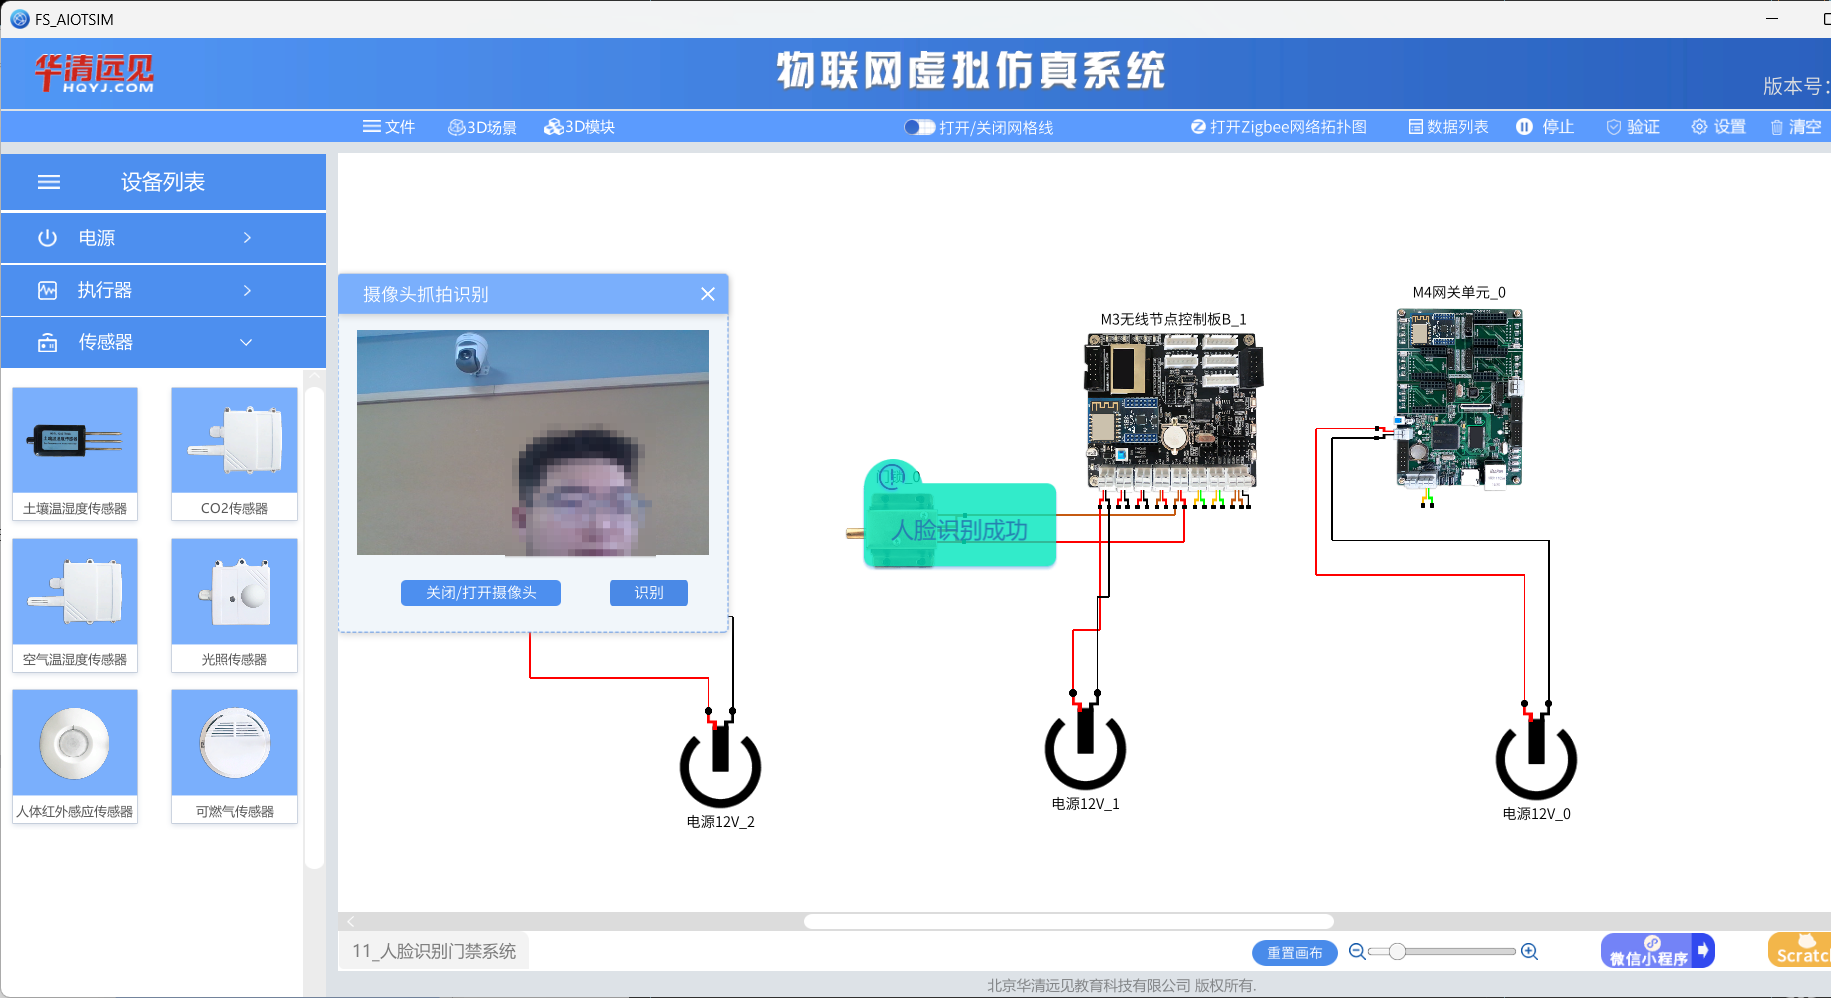 FS_AIOTSIM
华清远见
HQYJ.COM
物联网虚拟仿真系统
版本号：
文件
3D场景
3D模块
打开/关闭网格线
打开Zigbee网络拓扑图
数据列表
停止
验证
设置
清空
设备列表
电源
执行器
传感器
土壤温湿度传感器
CO2传感器
空气温湿度传感器
光照传感器
人体红外感应传感器
可燃气传感器
摄像头抓拍识别
关闭/打开摄像头
识别
M3无线节点控制板B_1
M4网关单元_0
人脸识别成功
电源12V_2
电源12V_1
电源12V_0
11_人脸识别门禁系统
重置画布
微信小程序
Scratc
北京华清远见教育科技有限公司 版权所有.